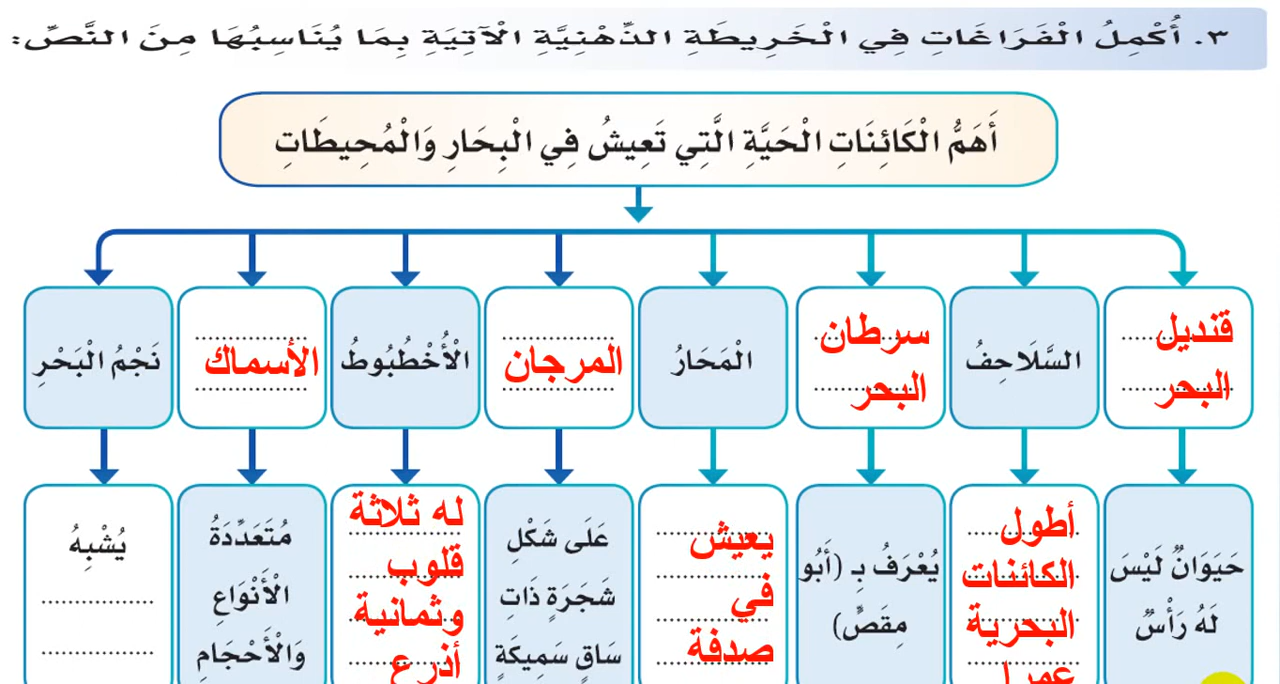 ٣. أُكْمِلُ الْفَرَاغَاتِ فِي الْخَرِيطَةِ الذِّهْنِيَّةِ الْآتِيَةِ بِمَا يُنَاسِبُهَا مِنَ النَّصِّ:
أَهَمُّ الْكَائِنَاتِ الْحَيَّةِ الَّتِي تَعِيشُ فِي الْبِحَارِ وَالْمُحِيطَاتِ
قنديل
البحر
السَّلَاحِفُ
سرطان
البحر
الْمَحَارُ
المرجان
الْأُخْطُبُوطُ
الأسماك
نَجْمُ الْبَحْرِ
حَيَوَانٌ لَيْسَ
لَهُ رَأْسٌ
أطول
الكائنات
البحرية
عمرا
يُعْرَفُ بِـ (أَبُو
مِقَصٍّ)
يعيش
في
صدفة
عَلَى شَكْلِ
شَجَرَةٍ ذَاتِ
سَاقٍ سَمِيكَةٍ
له ثلاثة
قلوب
وثمانية
أذرع
مُتَعَدِّدَةُ
الْأَنْوَاعِ
وَالْأَحْجَامِ
يُشْبِهُ